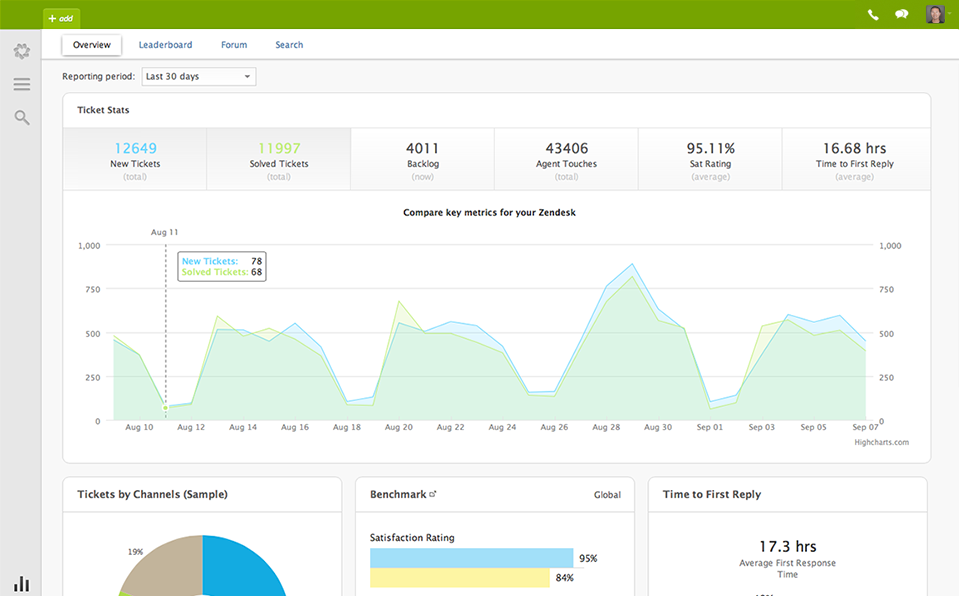 + add
Overview Leaderboard Forum Search
Reporting period: Last 30 days
Ticket Stats
12649 11997 4011 43406 95.11% 16.68 hrs
New Tickets Solved Tickets Backlog Agent Touches Sat Rating Time to First Reply
(total) (total) (now) (total) (average) (average)
Compare key metrics for your Zendesk
Aug 11
1,000 1,000
New Tickets: 78
Solved Tickets: 68
750 750
500 500
250 250
0 0
Aug 10 Aug 12 Aug 14 Aug 16 Aug 18 Aug 20 Aug 22 Aug 24 Aug 26 Aug 28 Aug 30 Sep 01 Sep 03 Sep 05 Sep 07
Highcharts.com
Tickets by Channels (Sample) Benchmark Global Time to First Reply
19%
Satisfaction Rating
95%
84%
17.3 hrs
Average First Response
Time